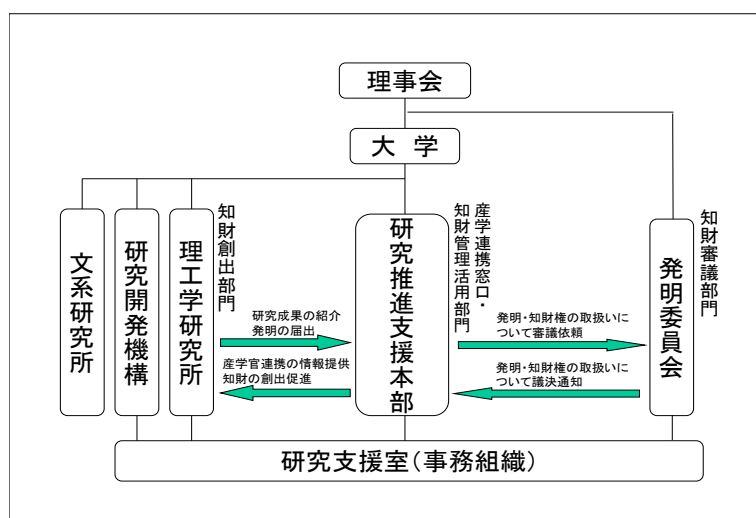 理事会
大 学
文系研究所
研究開発機構
理工学研究所
知財創出部門
研究成果の紹介
発明の届出
産学官連携の情報提供
知財の創出促進
研究推進支援本部
産学連携窓口・
知財管理活用部門
発明・知財権の取扱いに
ついて審議依頼
発明・知財権の取扱いに
ついて議決通知
発明委員会
知財審議部門
研究支援室(事務組織)